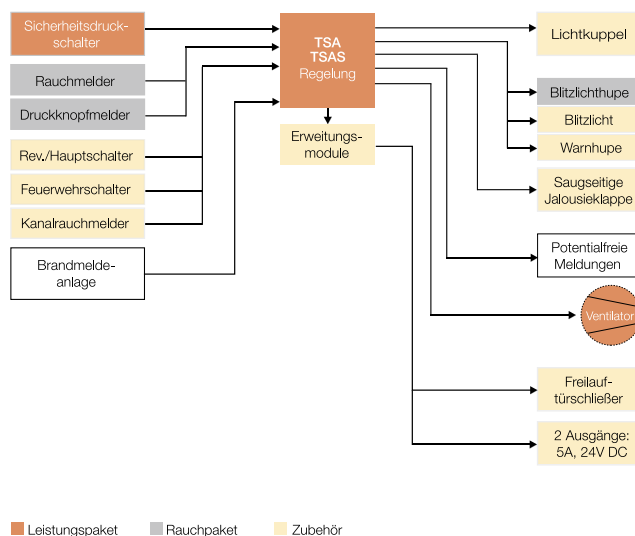 Sicherheitsdruck-
schalter
Rauchmelder
Druckknopfmelder
Rev./Hauptschalter
Feuerwehrschalter
Kanalrauchmelder
Brandmelde-
anlage
TSA
TSAS
Regelung
Erweitungs-
module
Lichtkuppel
Blitzlichthupe
Blitzlicht
Warnhupe
Saugseitige
Jalousieklappe
Potentialfreie
Meldungen
Ventilator
Freilauf-
türschließer
2 Ausgänge:
5A, 24V DC
Leistungspaket
Rauchpaket
Zubehör